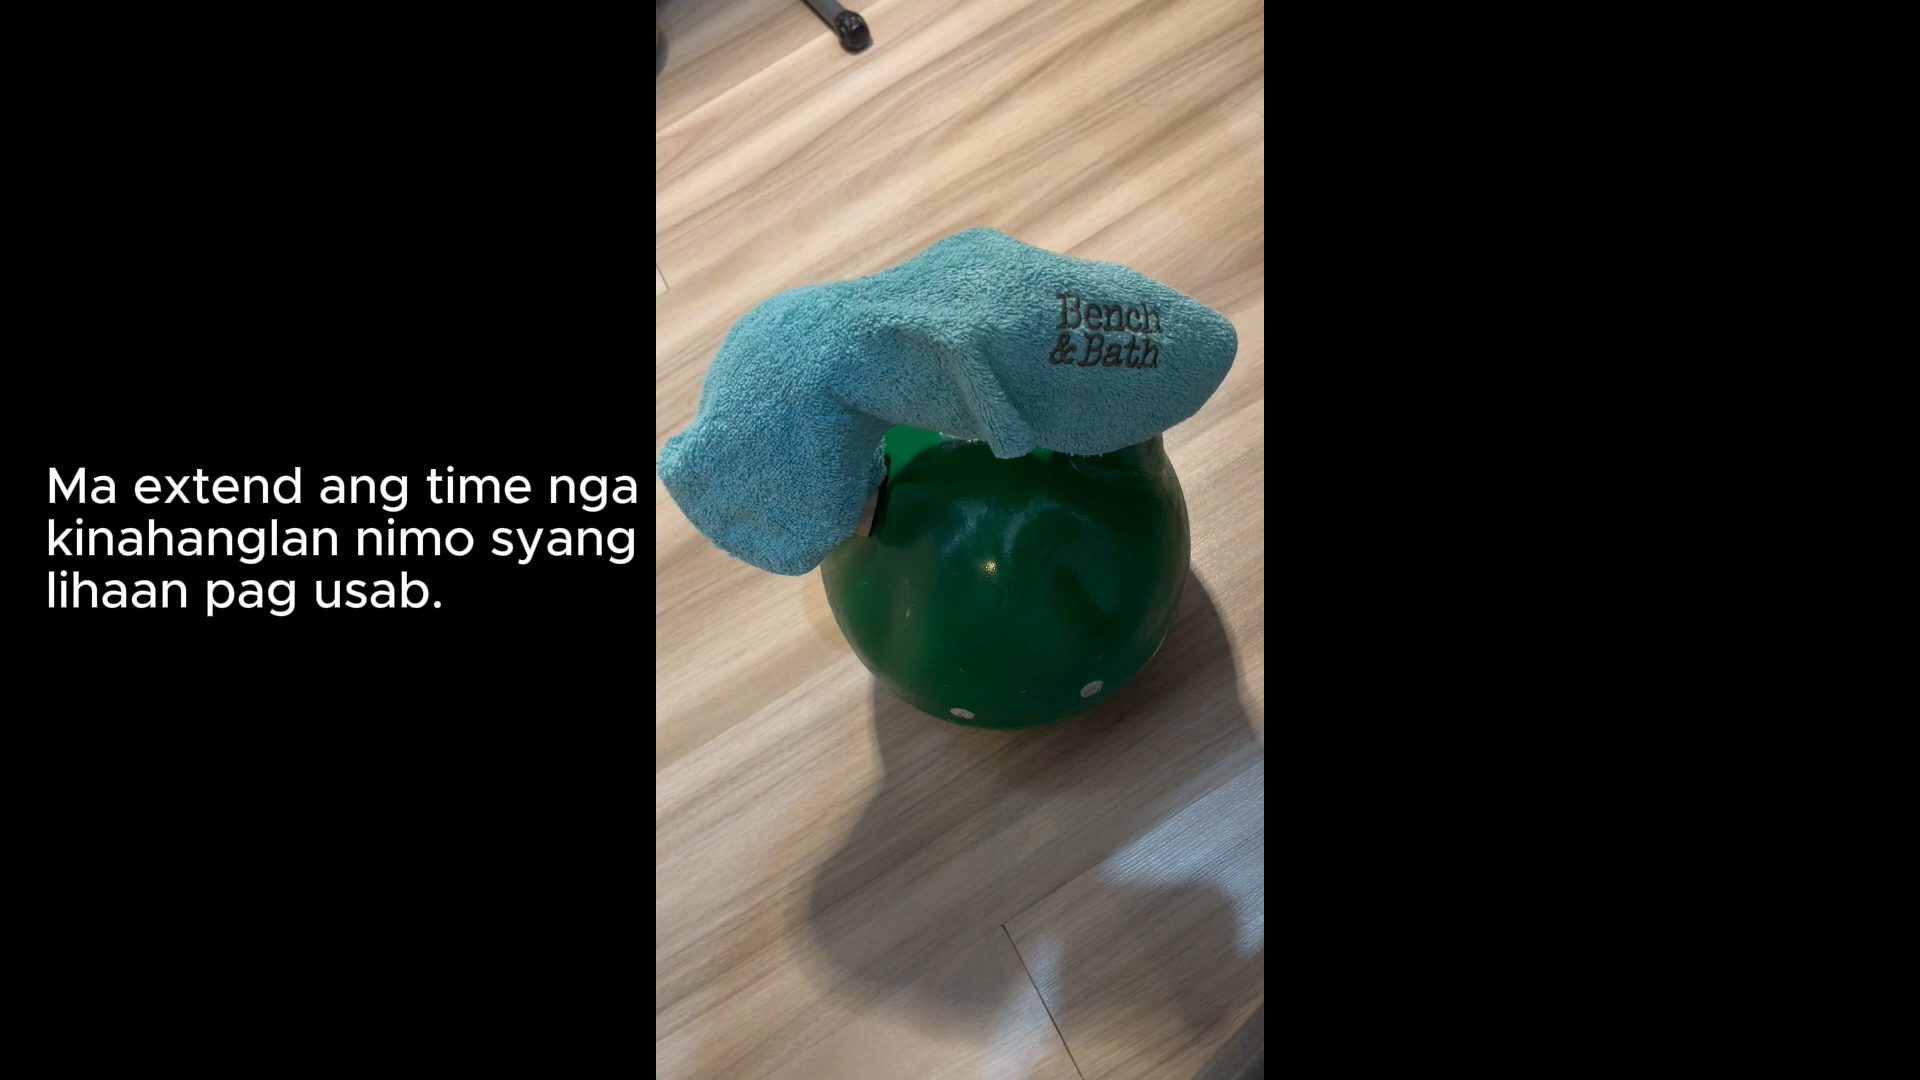 Ma extend ang time nga
kinahanglan nimo syang
lihaan pag usab.
Bench
&Bath